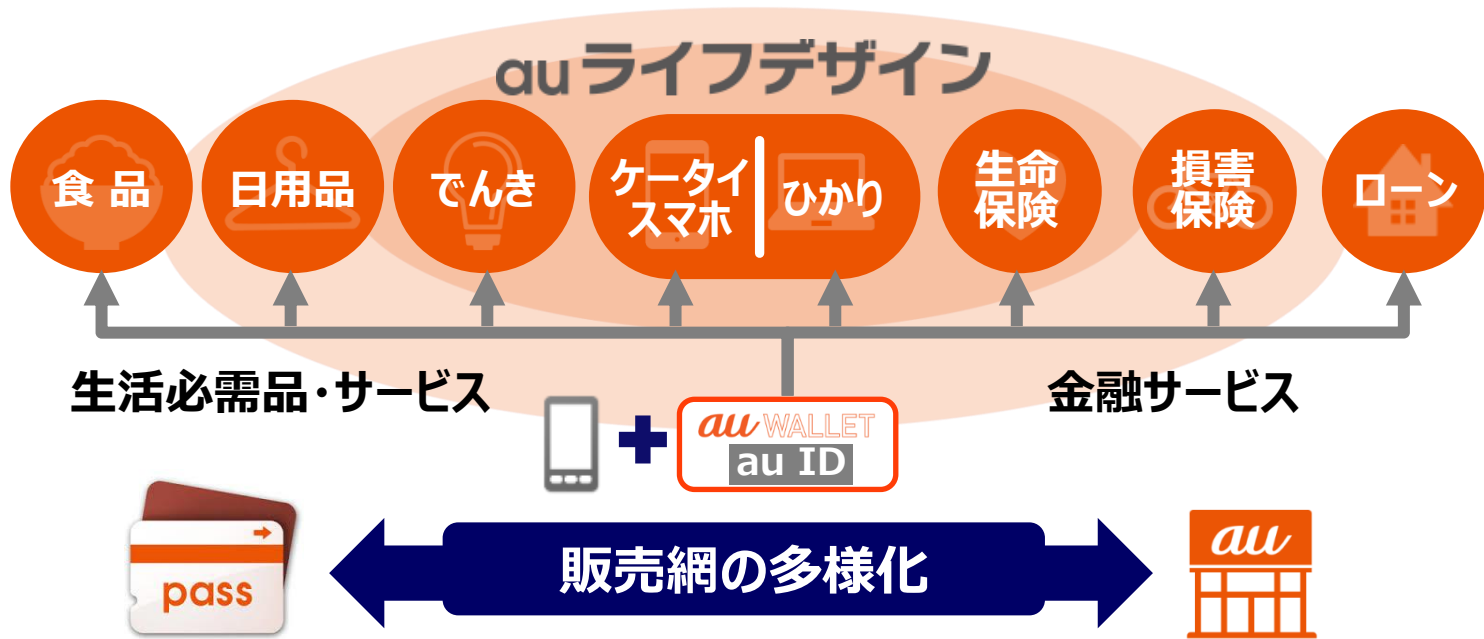 auライフデザイン
食品
日用品
でんき
ケータイ
スマホ
ひかり
生命
保険
損害
保険
ローン
生活必需品・サービス
金融サービス
au WALLET
au ID
pass
販売網の多様化
au